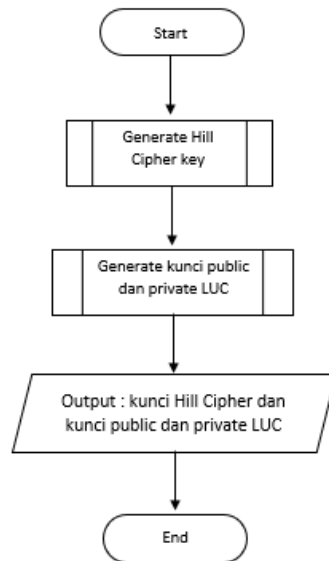 Start
Generate Hill
Cipher key
Generate kunci public
dan private LUC
Output : kunci Hill Cipher dan
kunci public dan private LUC
End